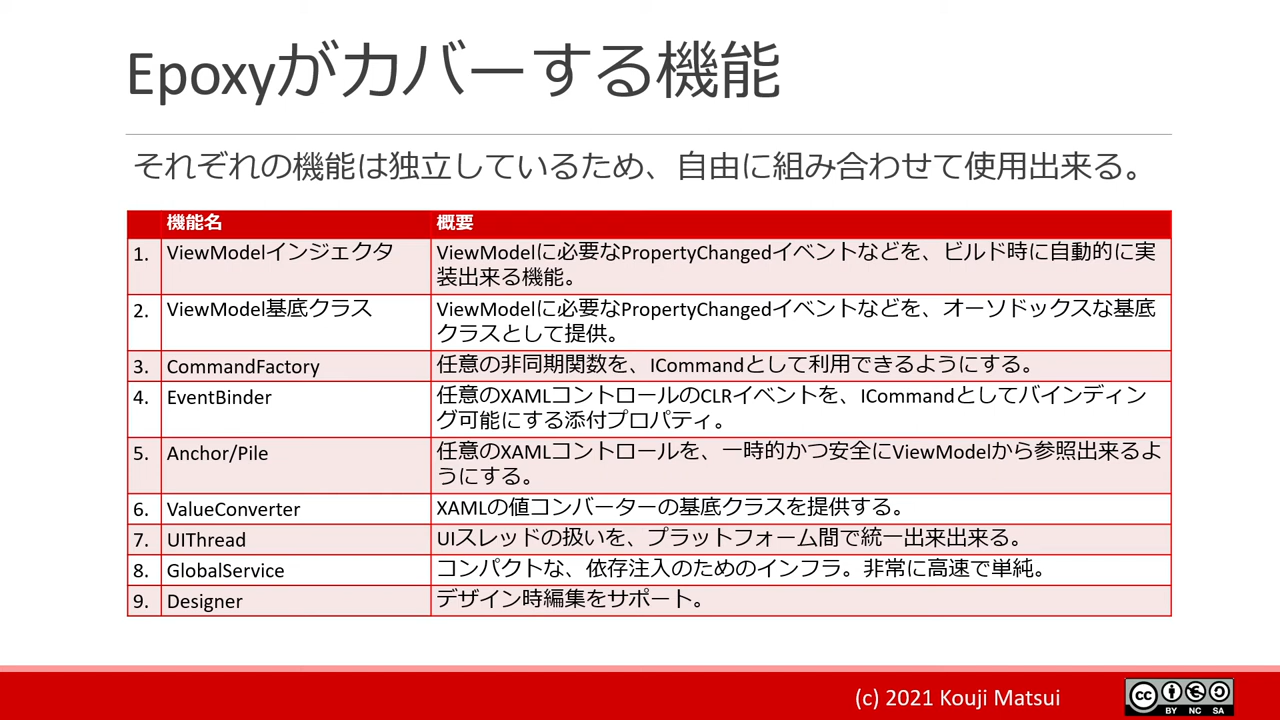 Epoxyがカバーする機能
それぞれの機能は独立しているため、自由に組み合わせて使用出来る。
機能名 概要
1. ViewModelインジェクタ ViewModelに必要なPropertyChangedイベントなどを、ビルド時に自動的に実
装出来る機能。
2. ViewModel基底クラス ViewModelに必要なPropertyChangedイベントなどを、オーソドックスな基底
クラスとして提供。
3. CommandFactory 任意の非同期関数を、ICommandとして利用できるようにする。
4. EventBinder 任意のXAMLコントロールのCLRイベントを、ICommandとしてバインディン
グ可能にする添付プロパティ。
5. Anchor/Pile 任意のXAMLコントロールを、一時的かつ安全にViewModelから参照出来るよ
うにする。
6. ValueConverter XAMLの値コンバーターの基底クラスを提供する。
7. UIThread UIスレッドの扱いを、プラットフォーム間で統一出来出来る。
8. GlobalService コンパクトな、依存注入のためのインフラ。非常に高速で単純。
9. Designer デザイン時編集をサポート。
(c) 2021 Kouji Matsui
cc
BY NC SA